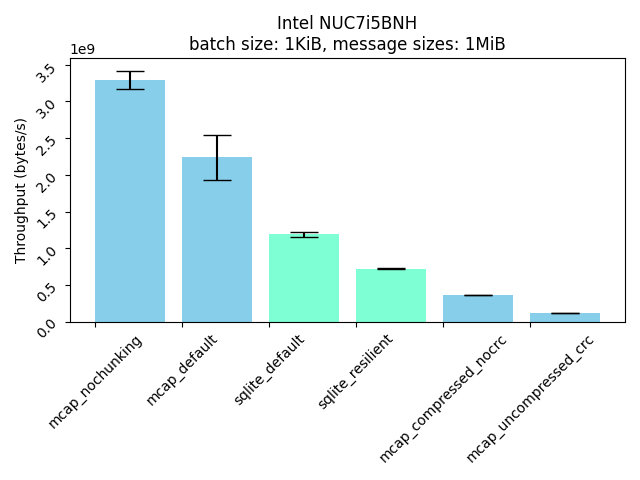 Intel NUC7i5BNH
batch size: 1KiB, message sizes: 1MiB
1e9
3.5
3.0
2.5
2.0
1.5
1.0
0.5
0.0
Throughput (bytes/s)
mcap_nochunking
mcap_default
sqlite_default
sqlite_resilient
mcap_compressed_nocrc
mcap_uncompressed_crc